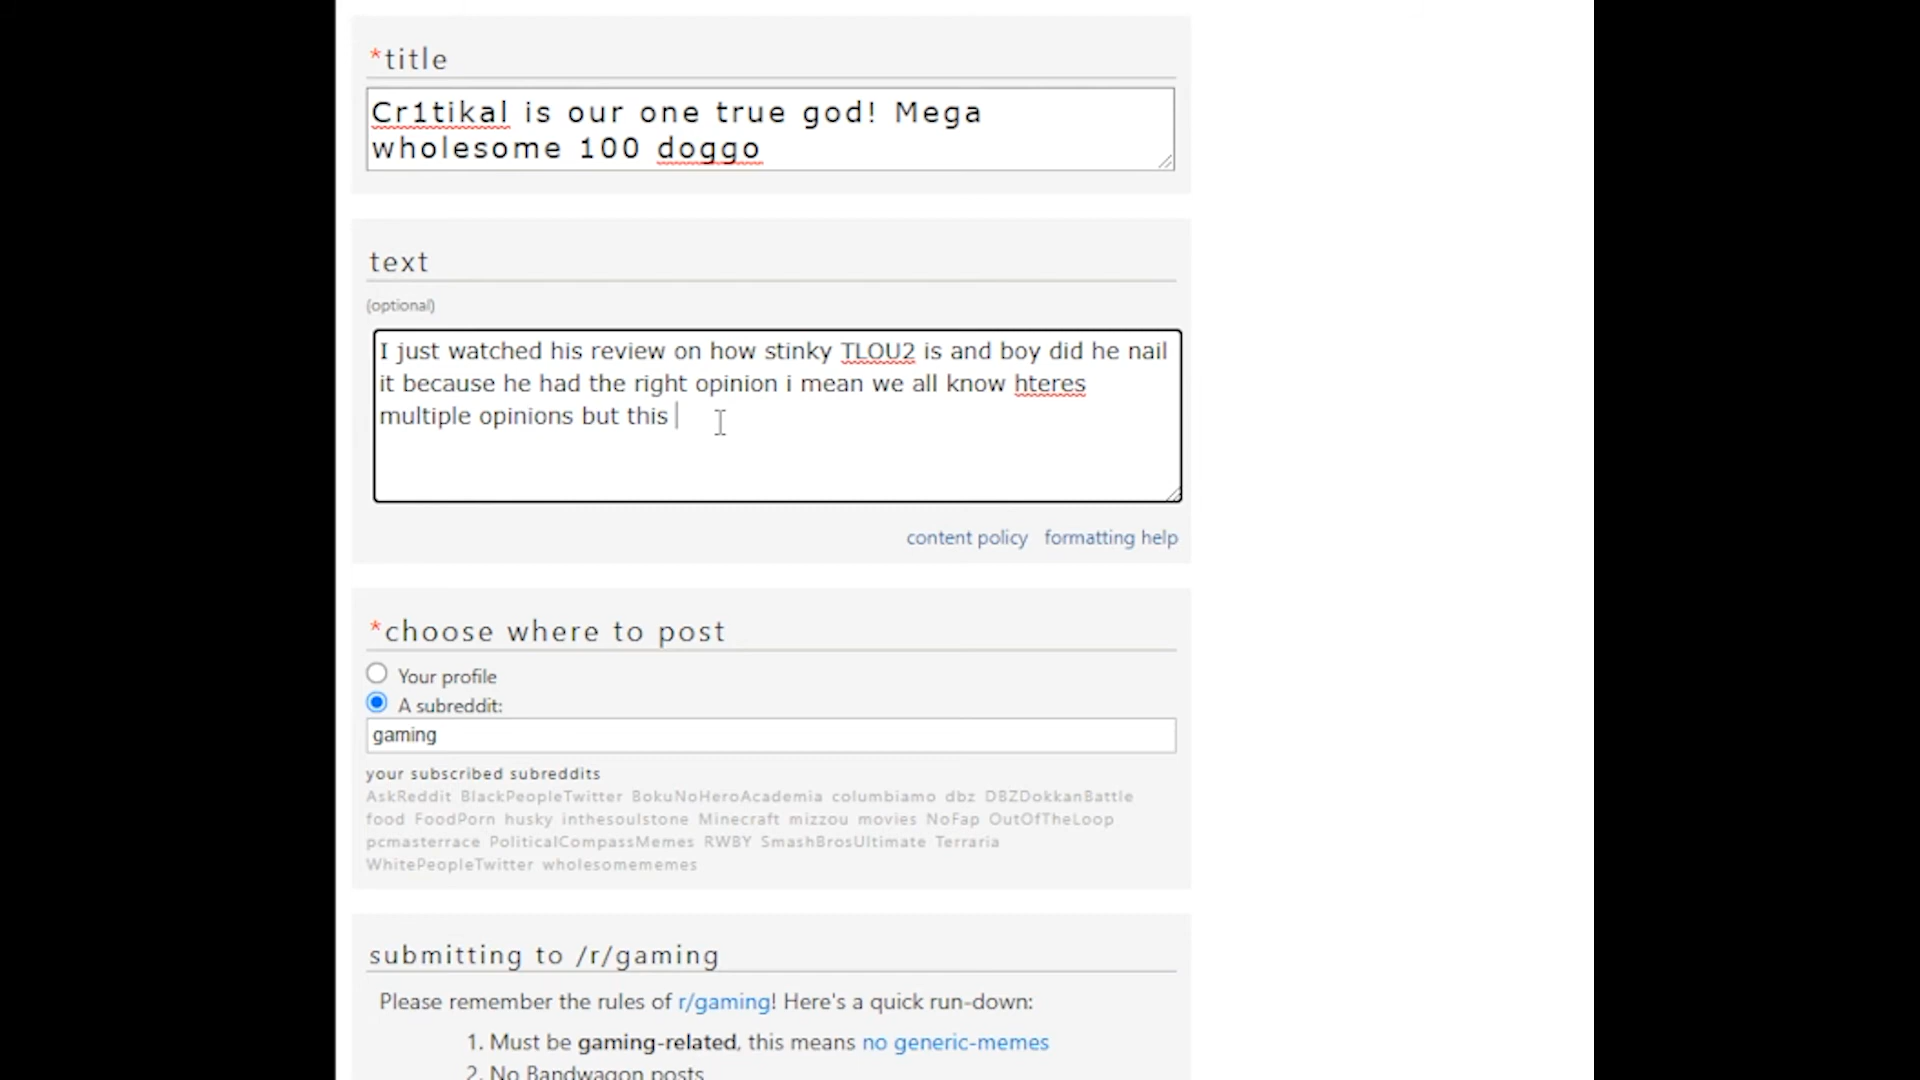 *title
Cr1tikal is our one true god! Mega
wholesome 100 doggo
text
(optional)
I just watched his review on how stinky TLOU2 is and boy did he nail
it because he had the right opinion i mean we all know hteres
multiple opinions but this
content policy formatting help
*choose where to post
Your profile
A subreddit:
gaming
your subscribed subreddits
AskReddit BlackPeopleTwitter BokuNoHeroAcademia columbiamo dbz DBZDokkanBattle
food FoodPorn husky inthesoulstone Minecraft mizzou movies NoFap OutOfTheLoop
pcmasterrace PoliticalCompassMemes RWBY SmashBrosUltimate Terraria
WhitePeopleTwitter wholesomememes
submitting to /r/gaming
Please remember the rules of r/gaming! Here's a quick run-down:
1. Must be gaming-related, this means no generic-memes
2. No Bandwagon posts